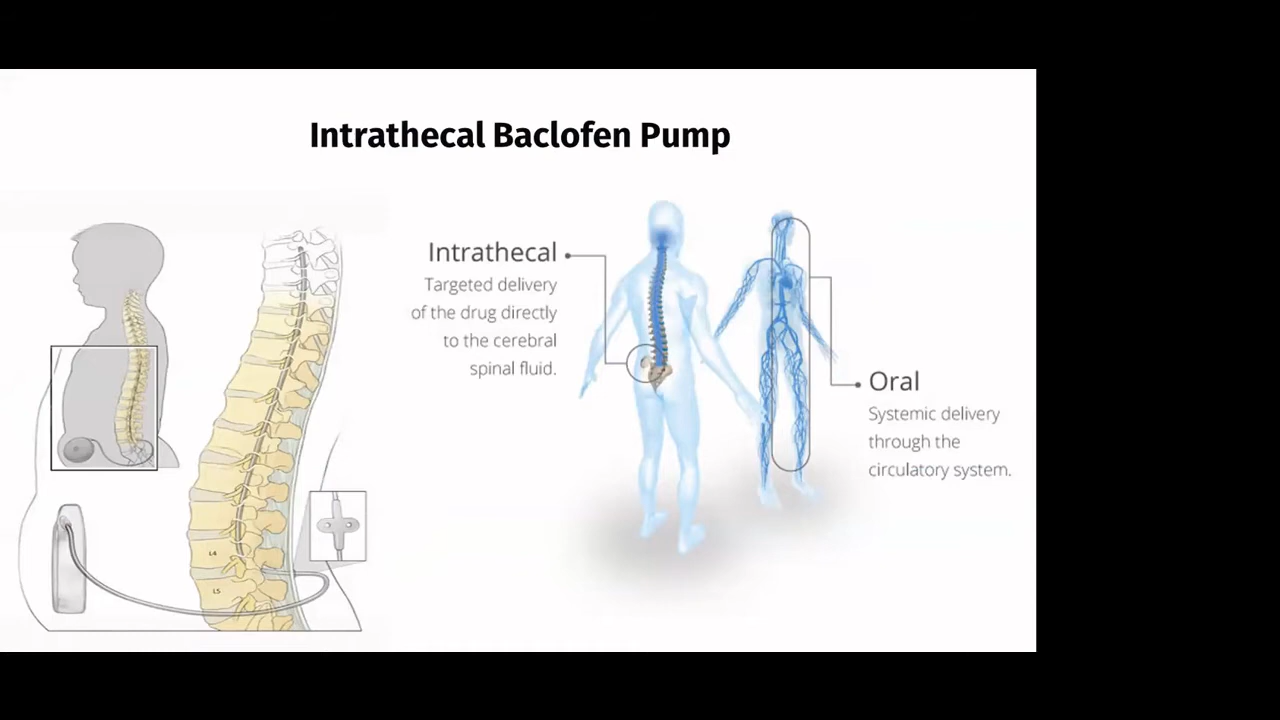 Intrathecal Baclofen Pump
Intrathecal
Targeted delivery
of the drug directly
to the cerebral
spinal fluid.
Oral
Systemic delivery
through the
circulatory system.
L4
L5